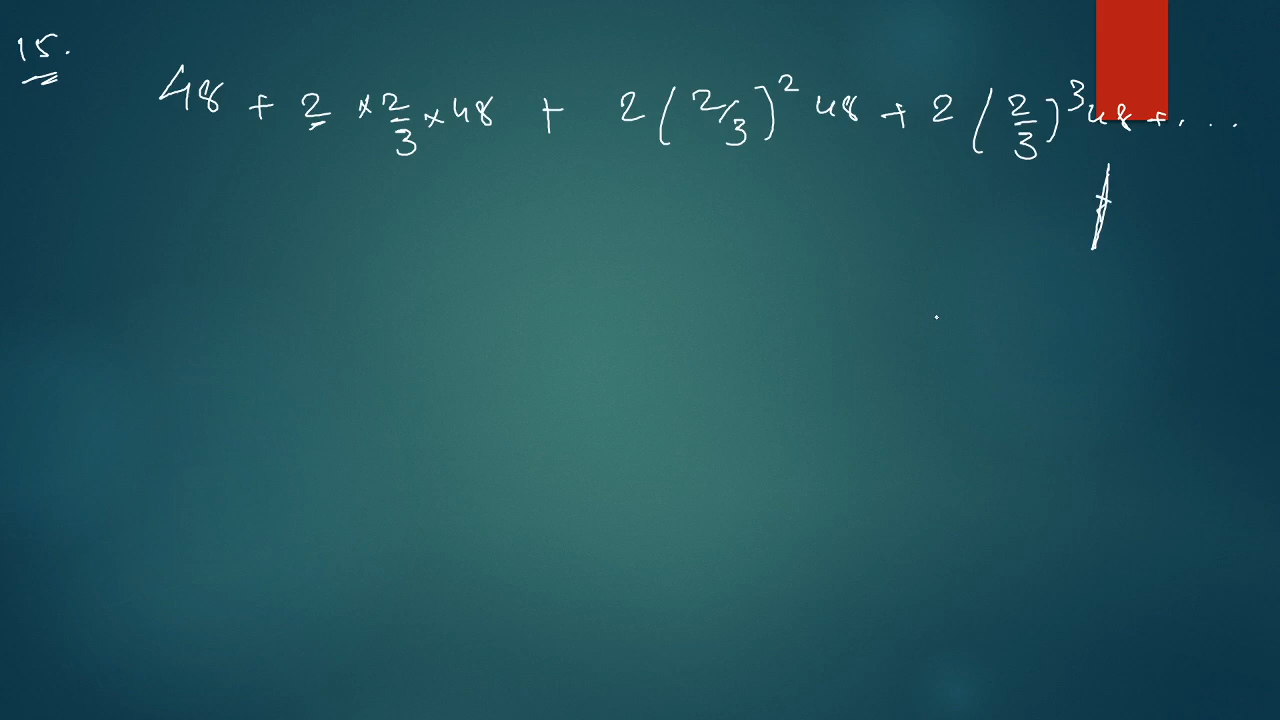 15.
48 + 2 × 2/3 × 48 + 2 (2/3)² 48 + 2 (2/3)³ 48 + . . .